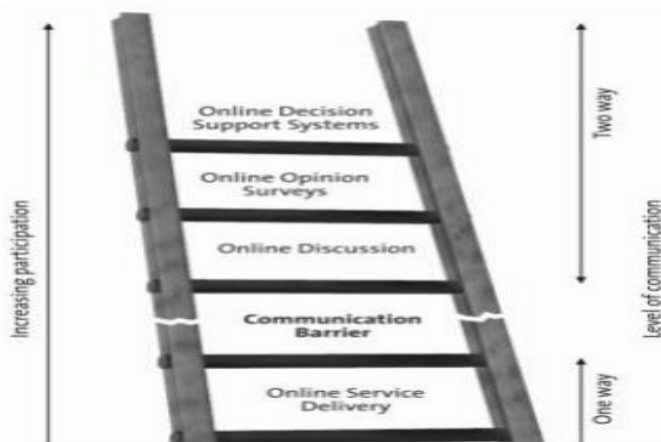 Online Decision
Support Systems
Online Opinion
Surveys
Online Discussion
Communication
Barrier
Online Service
Delivery
Increasing participation
Two way
One way
Level of communication